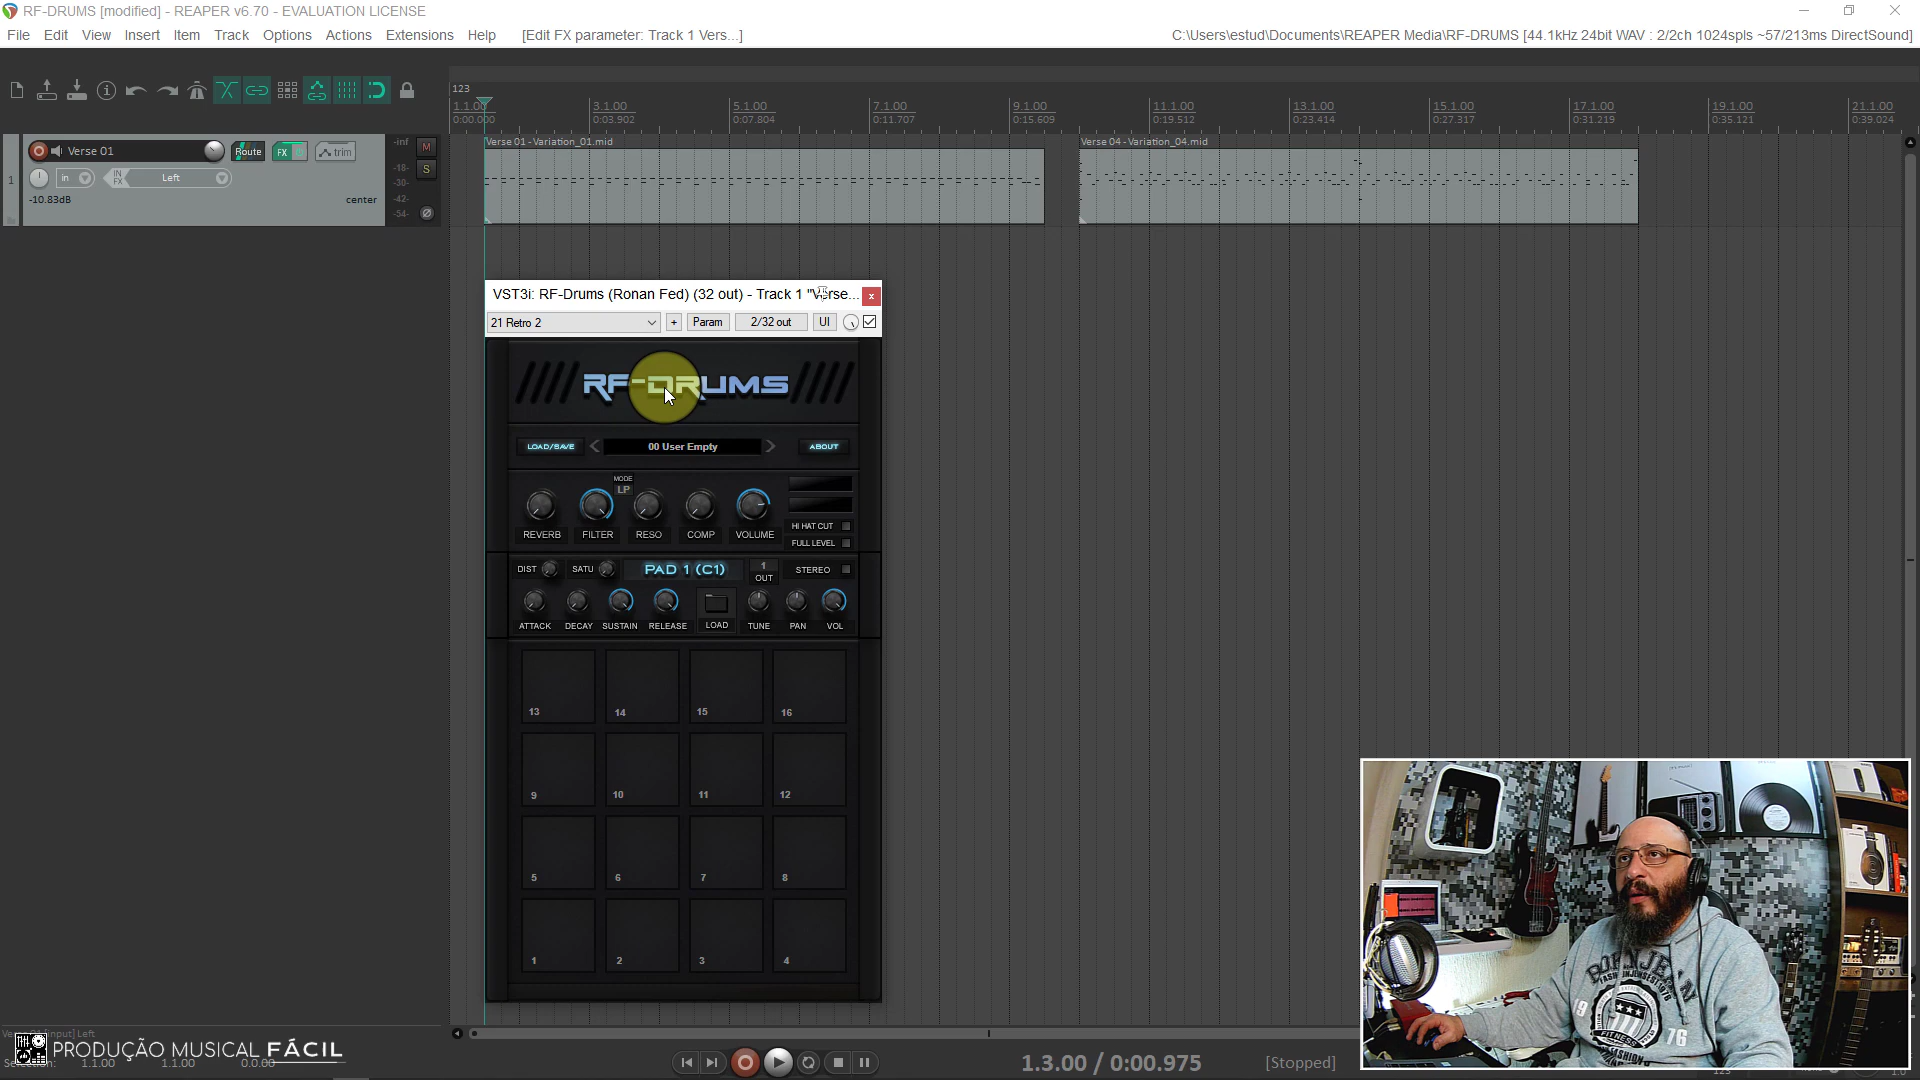 RF-DRUMS [modified] - REAPER v6.70 - EVALUATION LICENSE
File Edit View Insert Item Track Options Actions Extensions Help [Edit FX parameter: Track 1 Vers...]
C:\Users\estud\Documents\REAPER Media\RF-DRUMS [44.1kHz 24bit WAV : 2/2ch 1024spls ~57/213ms DirectSound]
123
1.1.00 3.1.00 5.1.00 7.1.00 9.1.00 11.1.00 13.1.00 15.1.00 17.1.00 19.1.00 21.1.00
0:00.000 0:03.902 0:07.804 0:11.707 0:15.609 0:19.512 0:23.414 0:27.317 0:31.219 0:35.121 0:39.024
Verse 01 - Variation_01.mid
Verse 04 - Variation_04.mid
1
Verse 01
Route
FX
trim
in
IN FX
Left
-10.83dB
center
-inf
-18-
-30-
-42-
-54-
M
S
VST3i: RF-Drums (Ronan Fed) (32 out) - Track 1 "Verse...
x
21 Retro 2
+
Param
2/32 out
UI
RF-DRUMS
LOAD/SAVE
00 User Empty
ABOUT
MODE
LP
REVERB FILTER RESO COMP VOLUME
HI HAT CUT
FULL LEVEL
DIST SATU PAD 1 (C1) 1 OUT STEREO
ATTACK DECAY SUSTAIN RELEASE LOAD TUNE PAN VOL
13 14 15 16
9 10 11 12
5 6 7 8
1 2 3 4
PRODUÇÃO MUSICAL FÁCIL
Selection: 1.1.00 1.1.00 0.0.00
1.3.00 / 0:00.975
[Stopped]
BORN JEAN
9
76
FITNESS